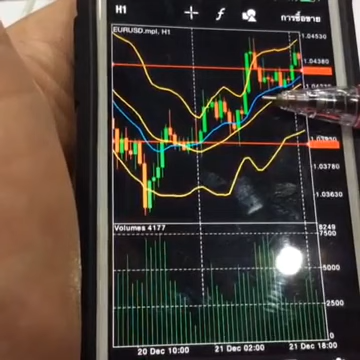 H1
การซื้อขาย
EURUSD.mpl, H1
1.04530
1.04380
1.03780
1.03630
Volumes 4177
8249
7500
5000
2500
0
20 Dec 10:00
21 Dec 02:00
21 Dec 18:00